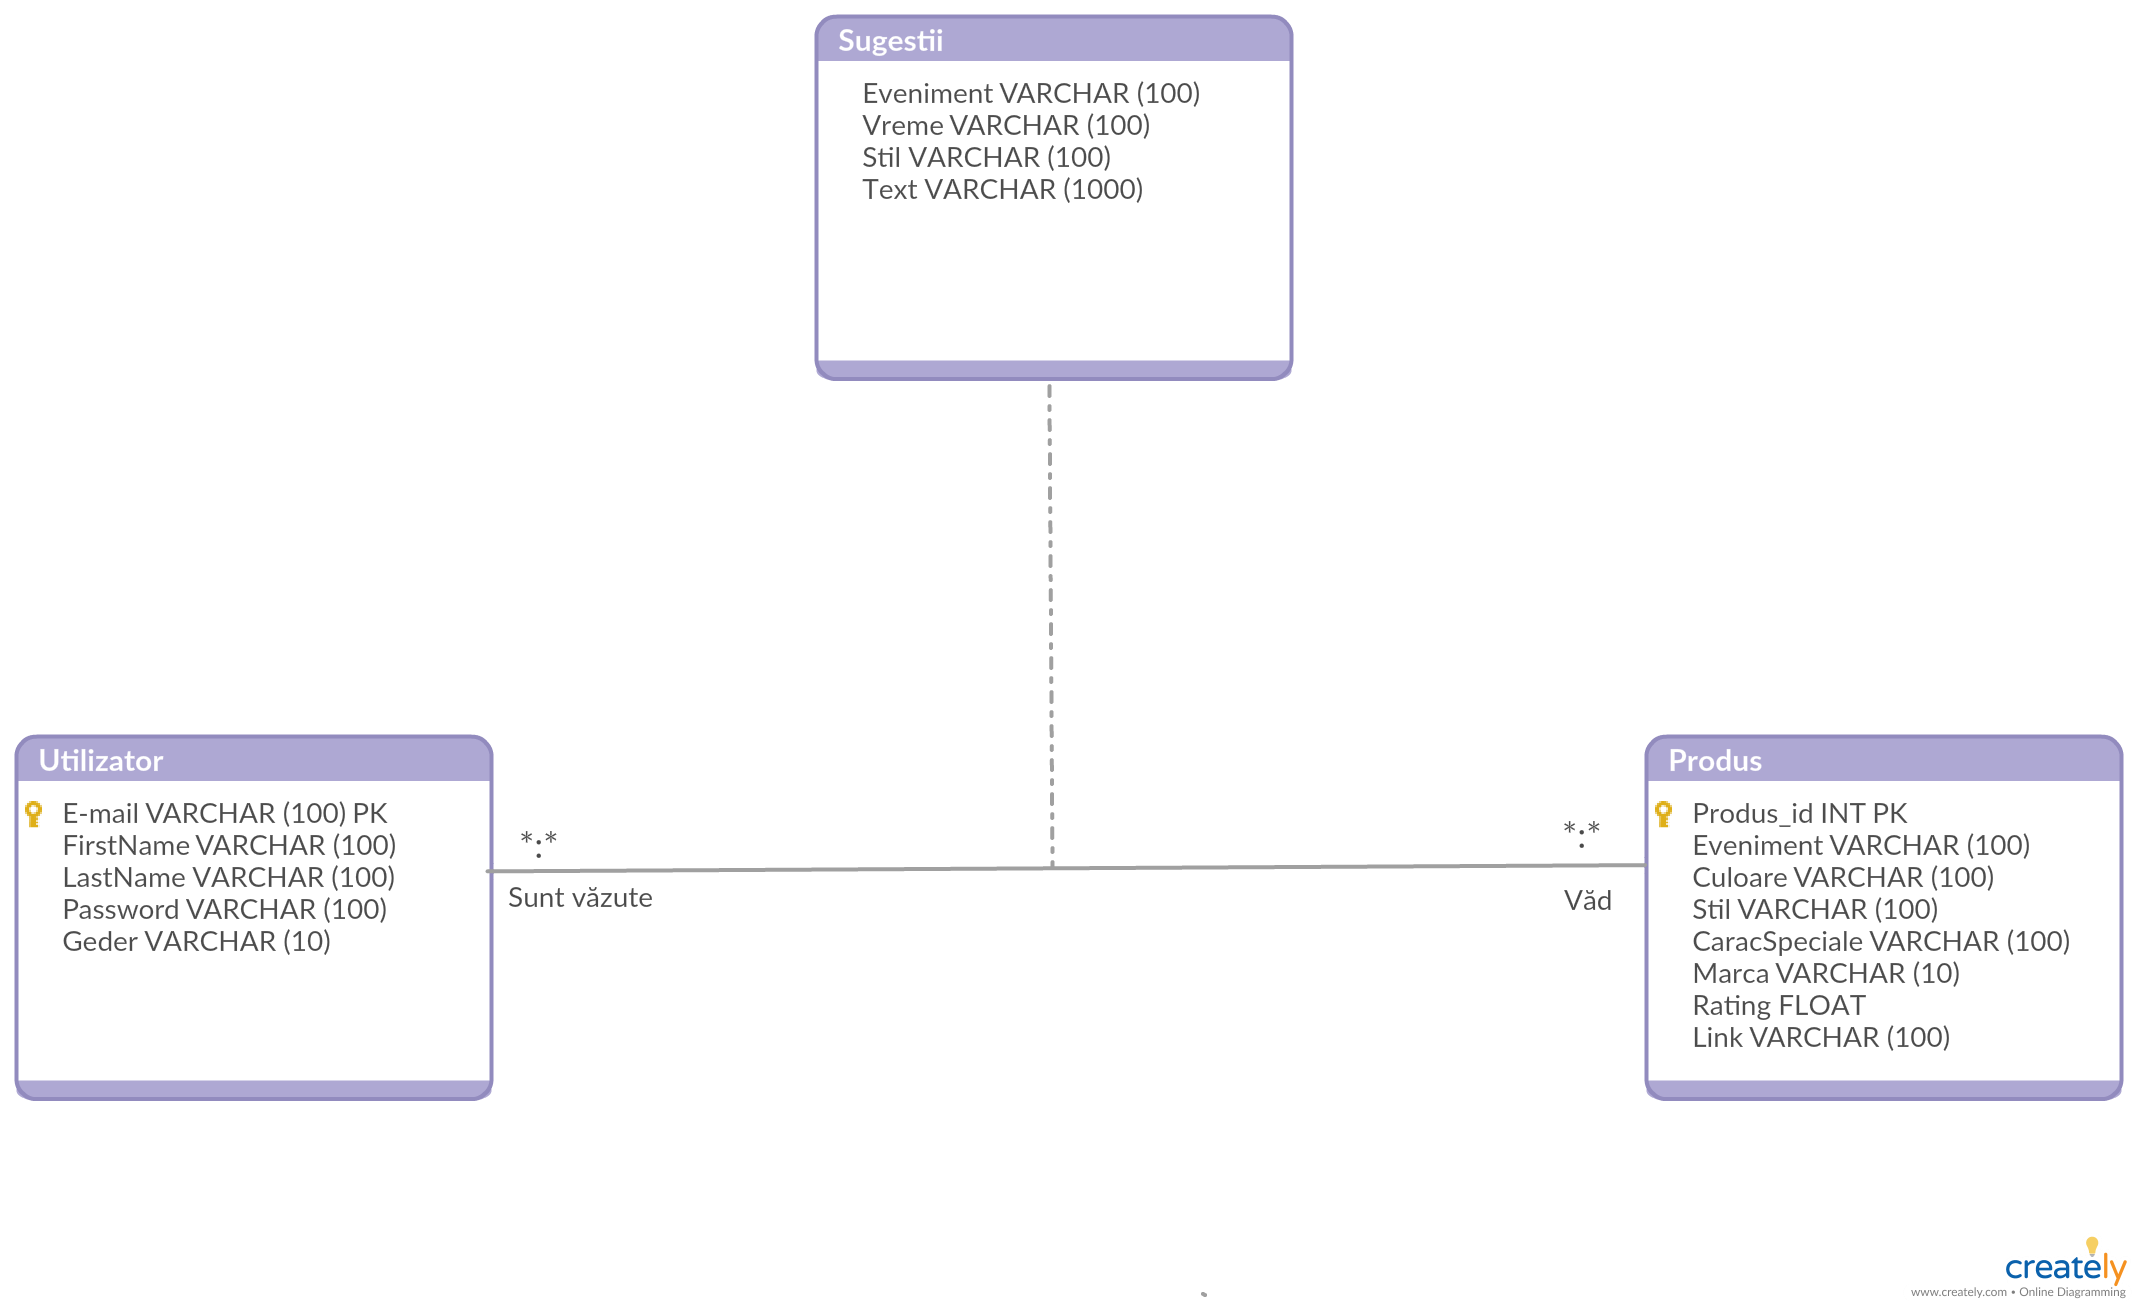 Sugestii
Eveniment VARCHAR (100)
Vreme VARCHAR (100)
Stil VARCHAR (100)
Text VARCHAR (1000)
Utilizator
E-mail VARCHAR (100) PK
FirstName VARCHAR (100)
LastName VARCHAR (100)
Password VARCHAR (100)
Geder VARCHAR (10)
*:*
Sunt văzute
*:*
Văd
Produs
Produs_id INT PK
Eveniment VARCHAR (100)
Culoare VARCHAR (100)
Stil VARCHAR (100)
CaracSpeciale VARCHAR (100)
Marca VARCHAR (10)
Rating FLOAT
Link VARCHAR (100)
creately
www.creately.com • Online Diagramming